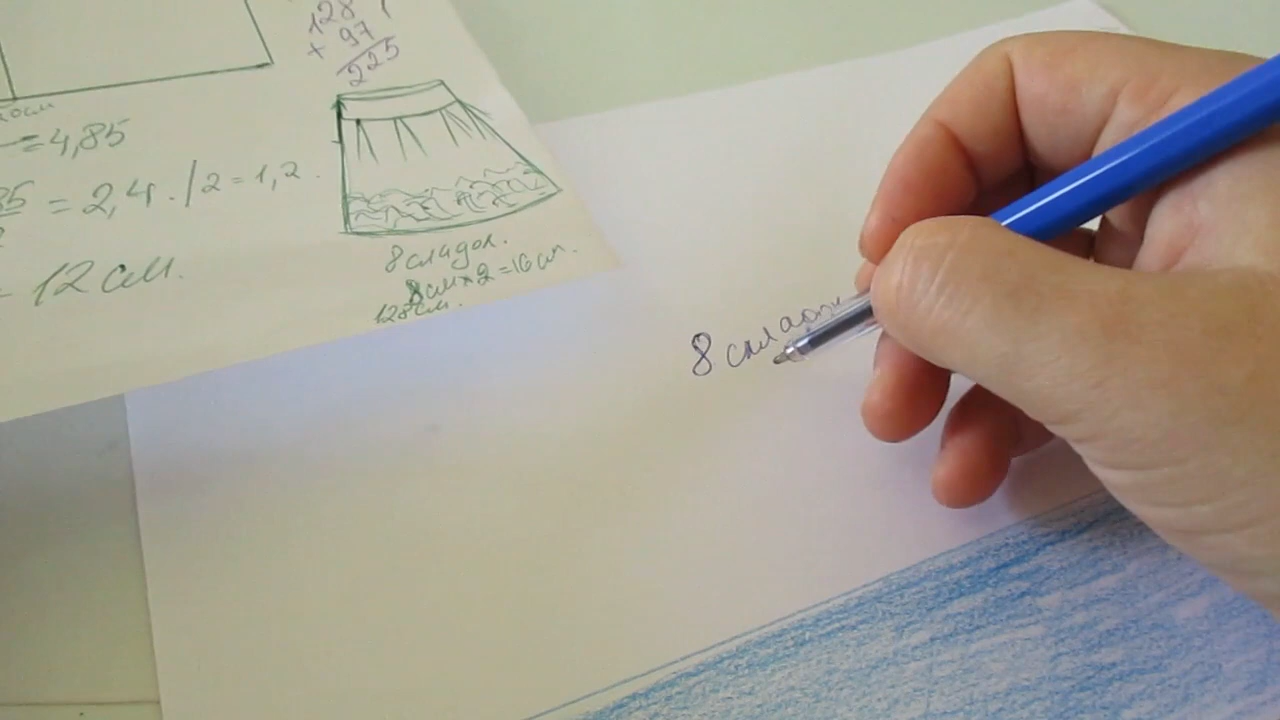 128
+ 97
225
= 4,85
= 2,4. / 2 = 1,2.
= 12 см.
8 складок.
8см × 2 = 16 см.
128 см.
8 складок